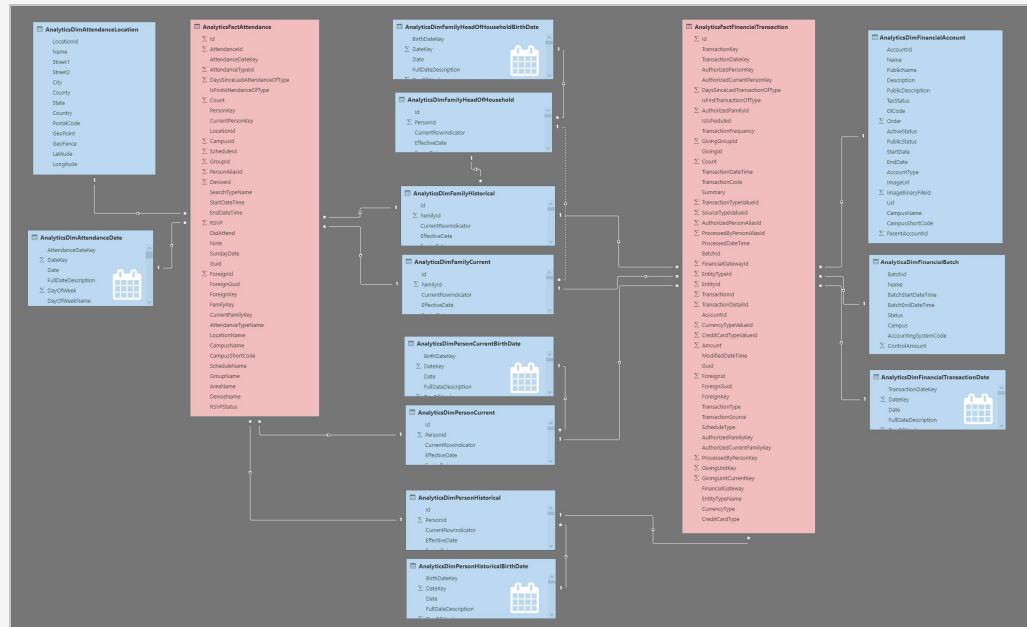 AnalyticsDimAttendanceLocation
LocationId
Name
Street1
Street2
City
County
State
Country
PostalCode
GeoPoint
GeoFence
Latitude
Longitude
AnalyticsDimAttendanceDate
AttendanceDateKey
Σ DateKey
Date
FullDateDescription
Σ DayOfWeek
DayOfWeekName
AnalyticsFactAttendance
Σ Id
Σ AttendanceId
AttendanceDateKey
Σ AttendanceTypeId
Σ DaysSinceLastAttendanceOfType
IsFirstAttendanceOfType
Σ Count
PersonKey
CurrentPersonKey
LocationId
Σ CampusId
Σ ScheduleId
Σ GroupId
Σ PersonAliasId
Σ DeviceId
SearchTypeName
StartDateTime
EndDateTime
Σ RSVP
DidAttend
Note
SundayDate
Guid
Σ ForeignId
ForeignGuid
ForeignKey
FamilyKey
CurrentFamilyKey
AttendanceTypeName
LocationName
CampusName
CampusShortCode
ScheduleName
GroupName
AreaName
DeviceName
RSVPStatus
AnalyticsDimFamilyHeadOfHouseholdBirthDate
BirthDateKey
Σ DateKey
Date
FullDateDescription
AnalyticsDimFamilyHeadOfHousehold
Id
Σ PersonId
CurrentRowIndicator
EffectiveDate
AnalyticsDimFamilyHistorical
Id
Σ FamilyId
CurrentRowIndicator
EffectiveDate
AnalyticsDimFamilyCurrent
Id
Σ FamilyId
CurrentRowIndicator
EffectiveDate
AnalyticsDimPersonCurrentBirthDate
BirthDateKey
Σ DateKey
Date
FullDateDescription
AnalyticsDimPersonCurrent
Id
Σ PersonId
CurrentRowIndicator
EffectiveDate
AnalyticsDimPersonHistorical
Id
Σ PersonId
CurrentRowIndicator
EffectiveDate
AnalyticsDimPersonHistoricalBirthDate
BirthDateKey
Σ DateKey
Date
FullDateDescription
AnalyticsFactFinancialTransaction
Σ Id
TransactionKey
TransactionDateKey
AuthorizedPersonKey
AuthorizedCurrentPersonKey
Σ DaysSinceLastTransactionOfType
IsFirstTransactionOfType
Σ AuthorizedFamilyId
IsScheduled
TransactionFrequency
Σ GivingGroupId
GivingId
Σ Count
TransactionDateTime
TransactionCode
Summary
Σ TransactionTypeValueId
Σ SourceTypeValueId
Σ AuthorizedPersonAliasId
Σ ProcessedByPersonAliasId
ProcessedDateTime
BatchId
Σ FinancialGatewayId
Σ EntityTypeId
Σ EntityId
Σ TransactionId
Σ TransactionDetailId
AccountId
Σ CurrencyTypeValueId
Σ CreditCardTypeValueId
Σ Amount
ModifiedDateTime
Guid
Σ ForeignId
ForeignGuid
ForeignKey
TransactionType
TransactionSource
ScheduleType
AuthorizedFamilyKey
AuthorizedCurrentFamilyKey
Σ ProcessedByPersonKey
Σ GivingUnitKey
Σ GivingUnitCurrentKey
FinancialGateway
EntityTypeName
CurrencyType
CreditCardType
AnalyticsDimFinancialAccount
AccountId
Name
PublicName
Description
PublicDescription
TaxStatus
GlCode
Σ Order
ActiveStatus
PublicStatus
StartDate
EndDate
AccountType
ImageUrl
Σ ImageBinaryFileId
Url
CampusName
CampusShortCode
Σ ParentAccountId
AnalyticsDimFinancialBatch
BatchId
Name
BatchStartDateTime
BatchEndDateTime
Status
Campus
AccountingSystemCode
Σ ControlAmount
AnalyticsDimFinancialTransactionDate
TransactionDateKey
Σ DateKey
Date
FullDateDescription